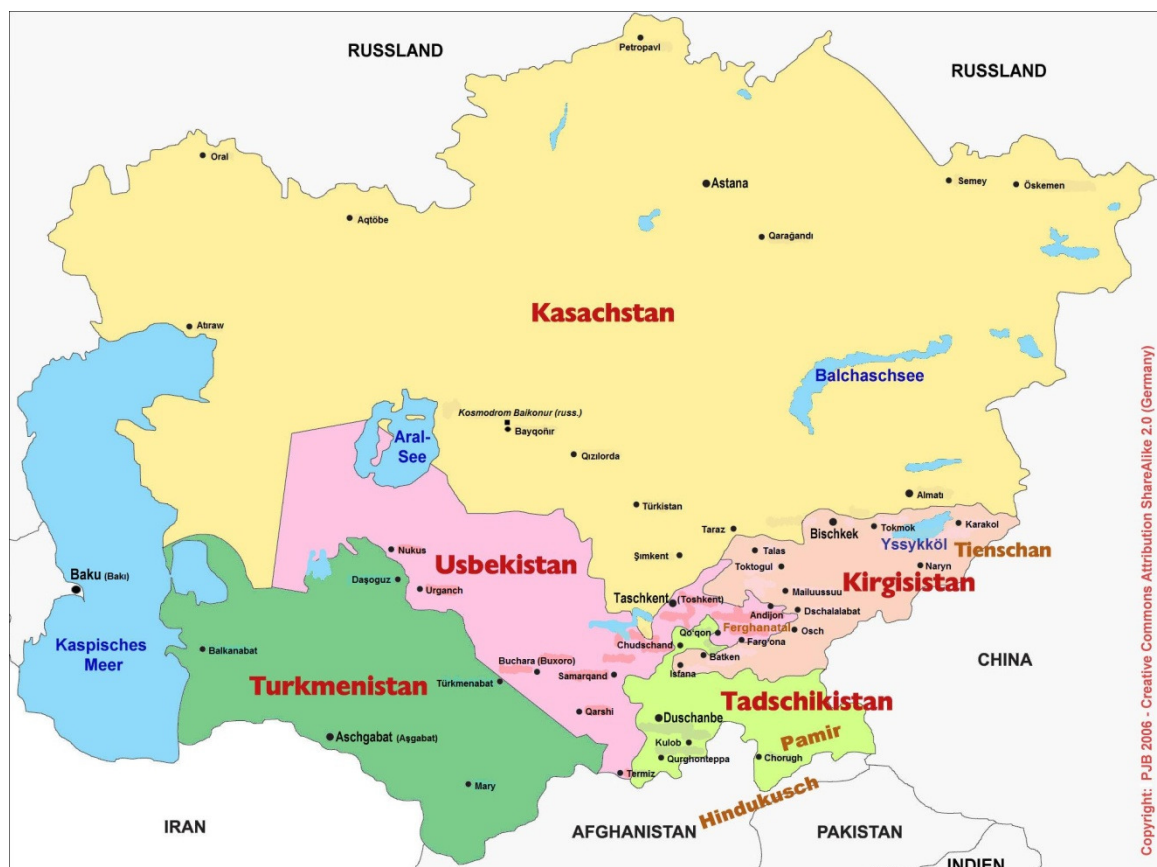 RUSSLAND
Petropavl
RUSSLAND
Oral
Astana
Semey
Öskemen
Aqtöbe
Qarağandı
Kasachstan
Atıraw
Balchaschsee
Kosmodrom Baikonur (russ.)
Bayqoñır
Aral-
See
Qızılorda
Almatı
Türkistan
Taraz
Bischkek
Tokmok
Karakol
Yssykköl
Tienschan
Nukus
Usbekistan
Şımkent
Talas
Toktogul
Naryn
Kirgisistan
Daşoguz
Urganch
Baku (Bakı)
Taschkent (Toshkent)
Mailuussuu
Andijon
Dschalalabat
Ferghanatal
Qo'qon
Osch
Farg'ona
Chudschand
Batken
Isfana
Kaspisches
Meer
Balkanabat
Buchara (Buxoro)
Samarqand
CHINA
Turkmenistan
Türkmenabat
Tadschikistan
Qarshi
Duschanbe
Aschgabat (Aşgabat)
Pamir
Kulob
Qurghonteppa
Chorugh
Termiz
Mary
Hindukusch
IRAN
AFGHANISTAN
PAKISTAN
INDIEN
Copyright: PJB 2006 - Creative Commons Attribution ShareAlike 2.0 (Germany)